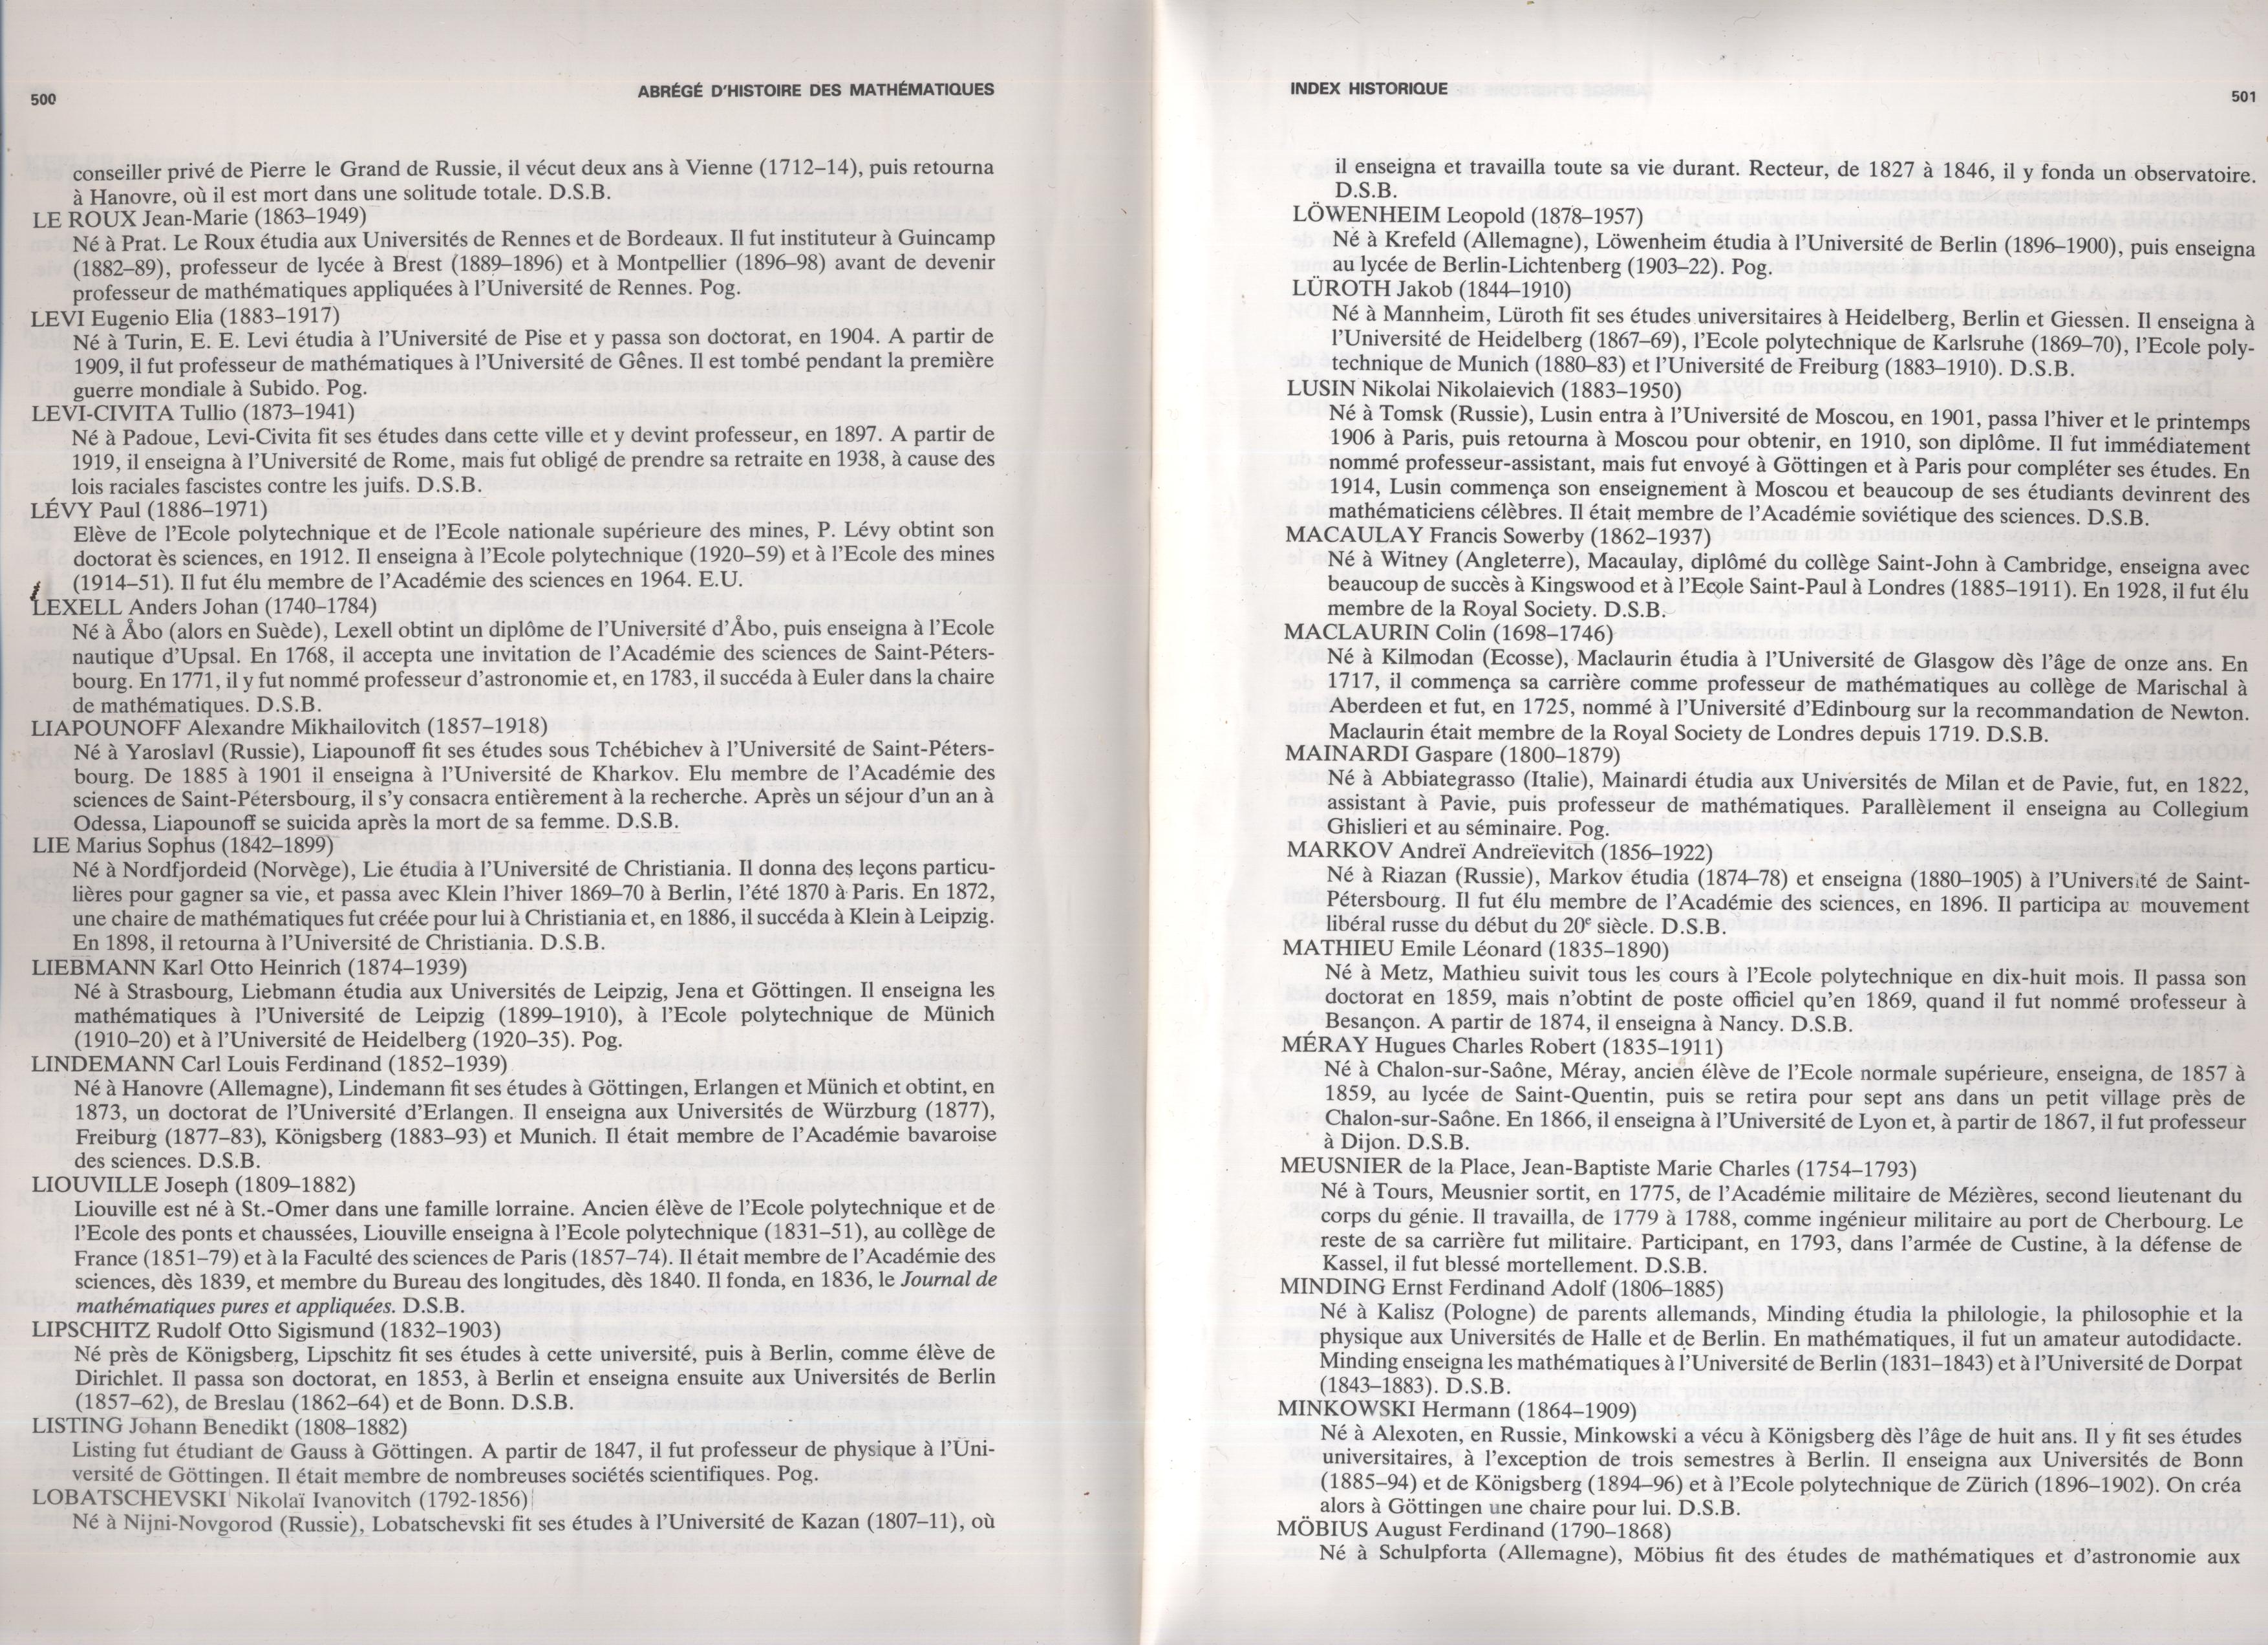 500
ABRÉGÉ D'HISTOIRE DES MATHÉMATIQUES
conseiller privé de Pierre le Grand de Russie, il vécut deux ans à Vienne (1712–14), puis retourna
à Hanovre, où il est mort dans une solitude totale. D.S.B.
LE ROUX Jean-Marie (1863–1949)
Né à Prat. Le Roux étudia aux Universités de Rennes et de Bordeaux. Il fut instituteur à Guincamp
(1882–89), professeur de lycée à Brest (1889–1896) et à Montpellier (1896–98) avant de devenir
professeur de mathématiques appliquées à l'Université de Rennes. Pog.
LEVI Eugenio Elia (1883–1917)
Né à Turin, E. E. Levi étudia à l'Université de Pise et y passa son doctorat, en 1904. A partir de
1909, il fut professeur de mathématiques à l'Université de Gênes. Il est tombé pendant la première
guerre mondiale à Subido. Pog.
LEVI-CIVITA Tullio (1873–1941)
Né à Padoue, Levi-Civita fit ses études dans cette ville et y devint professeur, en 1897. A partir de
1919, il enseigna à l'Université de Rome, mais fut obligé de prendre sa retraite en 1938, à cause des
lois raciales fascistes contre les juifs. D.S.B.
LÉVY Paul (1886–1971)
Elève de l'Ecole polytechnique et de l'Ecole nationale supérieure des mines, P. Lévy obtint son
doctorat ès sciences, en 1912. Il enseigna à l'Ecole polytechnique (1920–59) et à l'Ecole des mines
(1914–51). Il fut élu membre de l'Académie des sciences en 1964. E.U.
LEXELL Anders Johan (1740–1784)
Né à Åbo (alors en Suède), Lexell obtint un diplôme de l'Université d'Åbo, puis enseigna à l'Ecole
nautique d'Upsal. En 1768, il accepta une invitation de l'Académie des sciences de Saint-Péters-
bourg. En 1771, il y fut nommé professeur d'astronomie et, en 1783, il succéda à Euler dans la chaire
de mathématiques. D.S.B.
LIAPOUNOFF Alexandre Mikhailovitch (1857–1918)
Né à Yaroslavl (Russie), Liapounoff fit ses études sous Tchébichev à l'Université de Saint-Péters-
bourg. De 1885 à 1901 il enseigna à l'Université de Kharkov. Elu membre de l'Académie des
sciences de Saint-Pétersbourg, il s'y consacra entièrement à la recherche. Après un séjour d'un an à
Odessa, Liapounoff se suicida après la mort de sa femme. D.S.B.
LIE Marius Sophus (1842–1899)
Né à Nordfjordeid (Norvège), Lie étudia à l'Université de Christiania. Il donna des leçons particu-
lières pour gagner sa vie, et passa avec Klein l'hiver 1869–70 à Berlin, l'été 1870 à Paris. En 1872,
une chaire de mathématiques fut créée pour lui à Christiania et, en 1886, il succéda à Klein à Leipzig.
En 1898, il retourna à l'Université de Christiania. D.S.B.
LIEBMANN Karl Otto Heinrich (1874–1939)
Né à Strasbourg, Liebmann étudia aux Universités de Leipzig, Jena et Göttingen. Il enseigna les
mathématiques à l'Université de Leipzig (1899–1910), à l'Ecole polytechnique de Münich
(1910–20) et à l'Université de Heidelberg (1920–35). Pog.
LINDEMANN Carl Louis Ferdinand (1852–1939)
Né à Hanovre (Allemagne), Lindemann fit ses études à Göttingen, Erlangen et Münich et obtint, en
1873, un doctorat de l'Université d'Erlangen. Il enseigna aux Universités de Würzburg (1877),
Freiburg (1877–83), Königsberg (1883–93) et Munich. Il était membre de l'Académie bavaroise
des sciences. D.S.B.
LIOUVILLE Joseph (1809–1882)
Liouville est né à St.-Omer dans une famille lorraine. Ancien élève de l'Ecole polytechnique et de
l'Ecole des ponts et chaussées, Liouville enseigna à l'Ecole polytechnique (1831–51), au collège de
France (1851–79) et à la Faculté des sciences de Paris (1857–74). Il était membre de l'Académie des
sciences, dès 1839, et membre du Bureau des longitudes, dès 1840. Il fonda, en 1836, le Journal de
mathématiques pures et appliquées. D.S.B.
LIPSCHITZ Rudolf Otto Sigismund (1832–1903)
Né près de Königsberg, Lipschitz fit ses études à cette université, puis à Berlin, comme élève de
Dirichlet. Il passa son doctorat, en 1853, à Berlin et enseigna ensuite aux Universités de Berlin
(1857–62), de Breslau (1862–64) et de Bonn. D.S.B.
LISTING Johann Benedikt (1808–1882)
Listing fut étudiant de Gauss à Göttingen. A partir de 1847, il fut professeur de physique à l'Uni-
versité de Göttingen. Il était membre de nombreuses sociétés scientifiques. Pog.
LOBATSCHEVSKI Nikolaï Ivanovitch (1792-1856)
Né à Nijni-Novgorod (Russie), Lobatschevski fit ses études à l'Université de Kazan (1807–11), où
INDEX HISTORIQUE
501
il enseigna et travailla toute sa vie durant. Recteur, de 1827 à 1846, il y fonda un observatoire.
D.S.B.
LÖWENHEIM Leopold (1878–1957)
Né à Krefeld (Allemagne), Löwenheim étudia à l'Université de Berlin (1896–1900), puis enseigna
au lycée de Berlin-Lichtenberg (1903–22). Pog.
LÜROTH Jakob (1844–1910)
Né à Mannheim, Lüroth fit ses études universitaires à Heidelberg, Berlin et Giessen. Il enseigna à
l'Université de Heidelberg (1867–69), l'Ecole polytechnique de Karlsruhe (1869–70), l'Ecole poly-
technique de Munich (1880–83) et l'Université de Freiburg (1883–1910). D.S.B.
LUSIN Nikolai Nikolaievich (1883–1950)
Né à Tomsk (Russie), Lusin entra à l'Université de Moscou, en 1901, passa l'hiver et le printemps
1906 à Paris, puis retourna à Moscou pour obtenir, en 1910, son diplôme. Il fut immédiatement
nommé professeur-assistant, mais fut envoyé à Göttingen et à Paris pour compléter ses études. En
1914, Lusin commença son enseignement à Moscou et beaucoup de ses étudiants devinrent des
mathématiciens célèbres. Il était membre de l'Académie soviétique des sciences. D.S.B.
MACAULAY Francis Sowerby (1862–1937)
Né à Witney (Angleterre), Macaulay, diplômé du collège Saint-John à Cambridge, enseigna avec
beaucoup de succès à Kingswood et à l'Ecole Saint-Paul à Londres (1885–1911). En 1928, il fut élu
membre de la Royal Society. D.S.B.
MACLAURIN Colin (1698–1746)
Né à Kilmodan (Ecosse), Maclaurin étudia à l'Université de Glasgow dès l'âge de onze ans. En
1717, il commença sa carrière comme professeur de mathématiques au collège de Marischal à
Aberdeen et fut, en 1725, nommé à l'Université d'Edinbourg sur la recommandation de Newton.
Maclaurin était membre de la Royal Society de Londres depuis 1719. D.S.B.
MAINARDI Gaspare (1800–1879)
Né à Abbiategrasso (Italie), Mainardi étudia aux Universités de Milan et de Pavie, fut, en 1822,
assistant à Pavie, puis professeur de mathématiques. Parallèlement il enseigna au Collegium
Ghislieri et au séminaire. Pog.
MARKOV Andreï Andreïevitch (1856–1922)
Né à Riazan (Russie), Markov étudia (1874–78) et enseigna (1880–1905) à l'Université de Saint-
Pétersbourg. Il fut élu membre de l'Académie des sciences, en 1896. Il participa au mouvement
libéral russe du début du 20e siècle. D.S.B.
MATHIEU Emile Léonard (1835–1890)
Né à Metz, Mathieu suivit tous les cours à l'Ecole polytechnique en dix-huit mois. Il passa son
doctorat en 1859, mais n'obtint de poste officiel qu'en 1869, quand il fut nommé professeur à
Besançon. A partir de 1874, il enseigna à Nancy. D.S.B.
MÉRAY Hugues Charles Robert (1835–1911)
Né à Chalon-sur-Saône, Méray, ancien élève de l'Ecole normale supérieure, enseigna, de 1857 à
1859, au lycée de Saint-Quentin, puis se retira pour sept ans dans un petit village près de
Chalon-sur-Saône. En 1866, il enseigna à l'Université de Lyon et, à partir de 1867, il fut professeur
à Dijon. D.S.B.
MEUSNIER de la Place, Jean-Baptiste Marie Charles (1754–1793)
Né à Tours, Meusnier sortit, en 1775, de l'Académie militaire de Mézières, second lieutenant du
corps du génie. Il travailla, de 1779 à 1788, comme ingénieur militaire au port de Cherbourg. Le
reste de sa carrière fut militaire. Participant, en 1793, dans l'armée de Custine, à la défense de
Kassel, il fut blessé mortellement. D.S.B.
MINDING Ernst Ferdinand Adolf (1806–1885)
Né à Kalisz (Pologne) de parents allemands, Minding étudia la philologie, la philosophie et la
physique aux Universités de Halle et de Berlin. En mathématiques, il fut un amateur autodidacte.
Minding enseigna les mathématiques à l'Université de Berlin (1831–1843) et à l'Université de Dorpat
(1843–1883). D.S.B.
MINKOWSKI Hermann (1864–1909)
Né à Alexoten, en Russie, Minkowski a vécu à Königsberg dès l'âge de huit ans. Il y fit ses études
universitaires, à l'exception de trois semestres à Berlin. Il enseigna aux Universités de Bonn
(1885–94) et de Königsberg (1894–96) et à l'Ecole polytechnique de Zürich (1896–1902). On créa
alors à Göttingen une chaire pour lui. D.S.B.
MÖBIUS August Ferdinand (1790–1868)
Né à Schulpforta (Allemagne), Möbius fit des études de mathématiques et d'astronomie aux